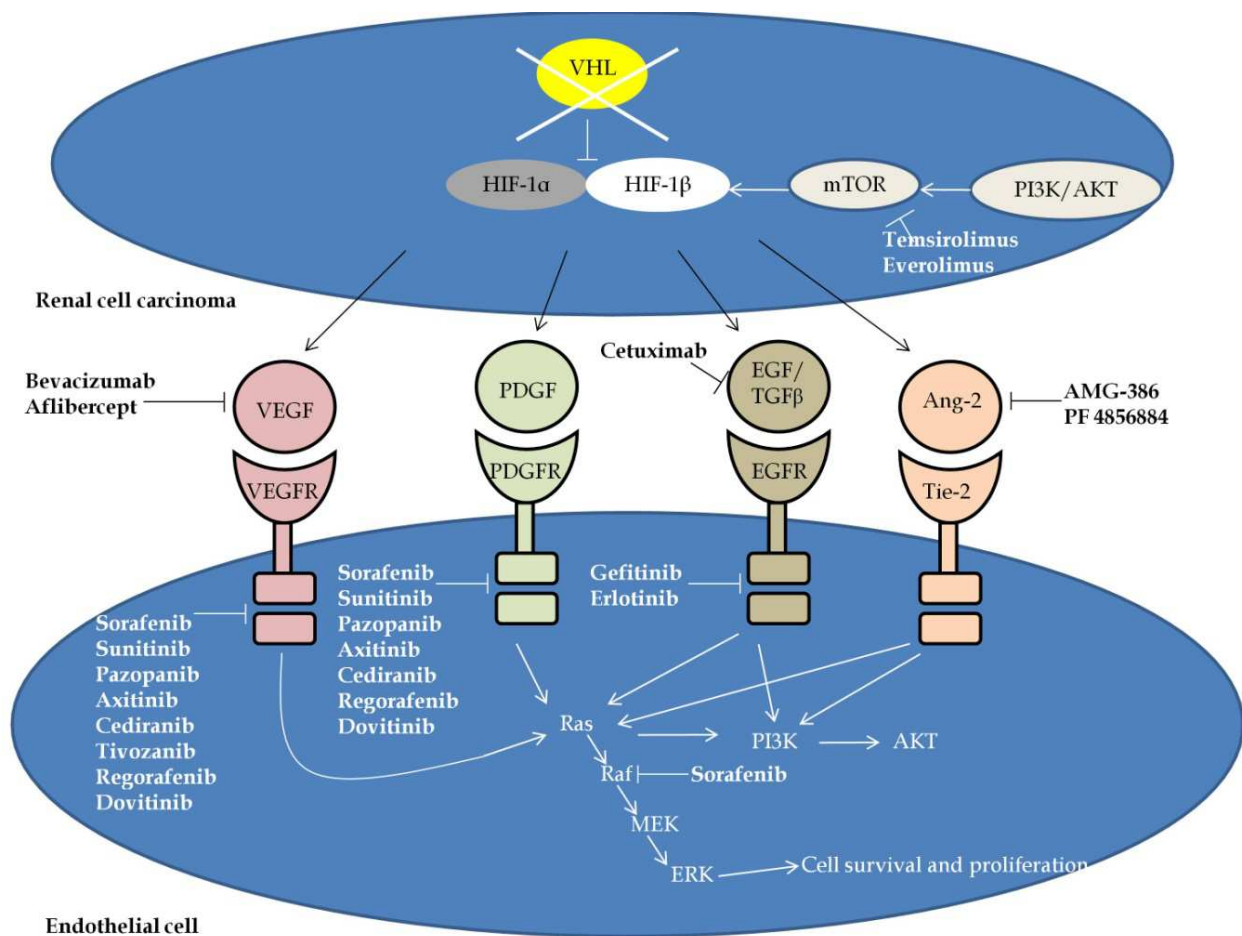 VHL
HIF-1α
HIF-1β
mTOR
PI3K/AKT
Temsirolimus
Everolimus
Renal cell carcinoma
Bevacizumab
Aflibercept
VEGF
PDGF
Cetuximab
EGF/
TGFβ
Ang-2
AMG-386
PF 4856884
VEGFR
PDGFR
EGFR
Tie-2
Sorafenib
Sunitinib
Pazopanib
Axitinib
Cediranib
Tivozanib
Regorafenib
Dovitinib
Sorafenib
Sunitinib
Pazopanib
Axitinib
Cediranib
Regorafenib
Dovitinib
Gefitinib
Erlotinib
Ras
PI3K
AKT
Raf
Sorafenib
MEK
ERK
Cell survival and proliferation
Endothelial cell